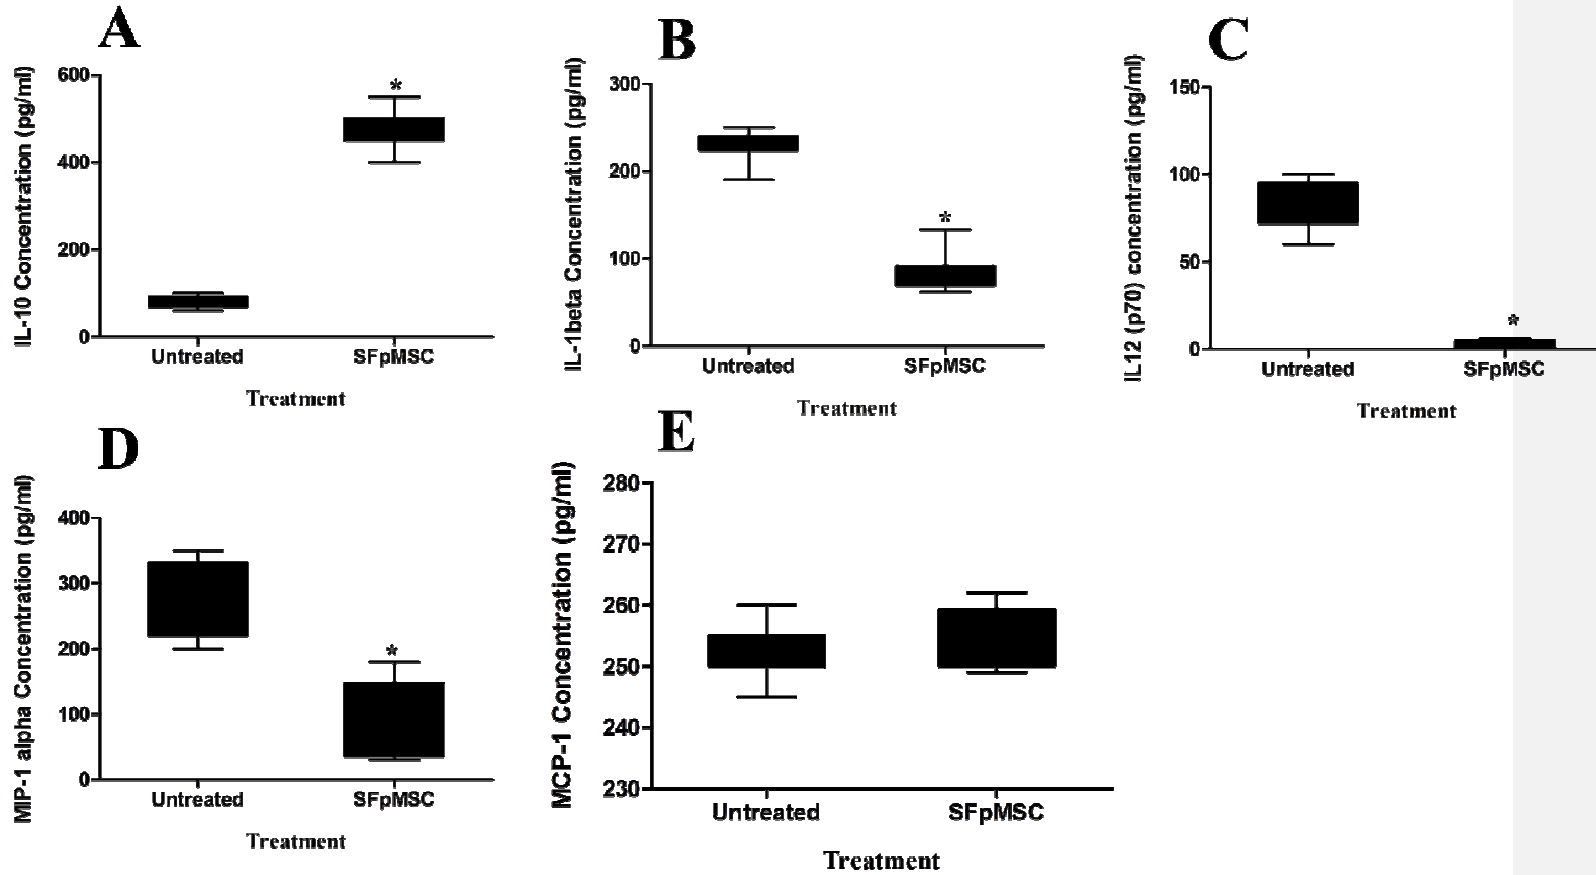 A
IL-10 Concentration (pg/ml)
600
400
200
0
*
Untreated
SFpMSC
Treatment
B
IL-1beta Concentration (pg/ml)
300
200
100
0
*
Untreated
SFpMSC
Treatment
C
IL12 (p70) concentration (pg/ml)
150
100
50
0
*
Untreated
SFpMSC
Treatment
D
MIP-1 alpha Concentration (pg/ml)
400
300
200
100
0
*
Untreated
SFpMSC
Treatment
E
MCP-1 Concentration (pg/ml)
280
270
260
250
240
230
Untreated
SFpMSC
Treatment